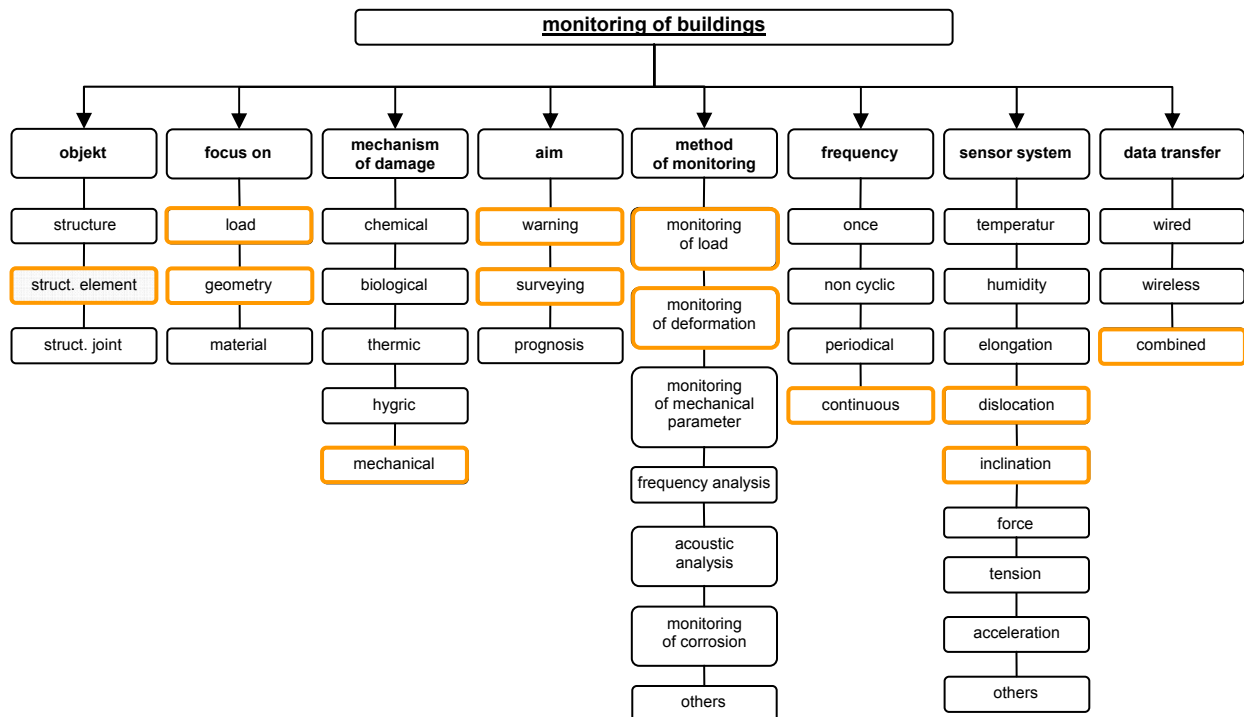 monitoring of buildings
objekt
structure
struct. element
struct. joint
focus on
load
geometry
material
mechanism
of damage
chemical
biological
thermic
hygric
mechanical
aim
warning
surveying
prognosis
method
of monitoring
monitoring
of load
monitoring
of deformation
monitoring
of mechanical
parameter
frequency analysis
acoustic
analysis
monitoring
of corrosion
others
frequency
once
non cyclic
periodical
continuous
sensor system
temperatur
humidity
elongation
dislocation
inclination
force
tension
acceleration
others
data transfer
wired
wireless
combined